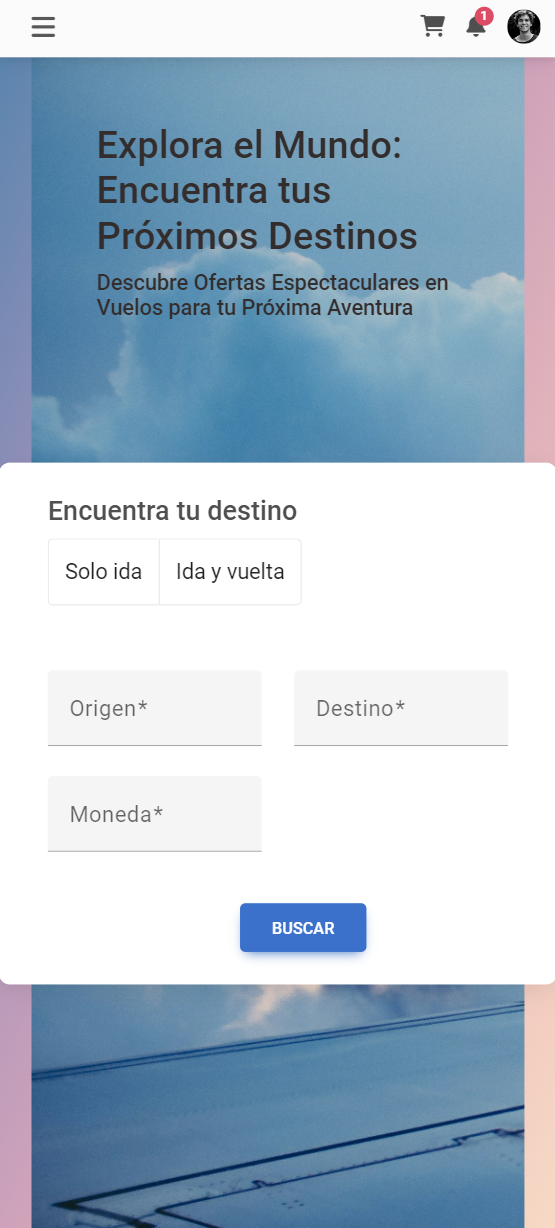 1
Explora el Mundo:
Encuentra tus
Próximos Destinos
Descubre Ofertas Espectaculares en
Vuelos para tu Próxima Aventura
Encuentra tu destino
Solo ida Ida y vuelta
Origen* Destino*
Moneda*
BUSCAR